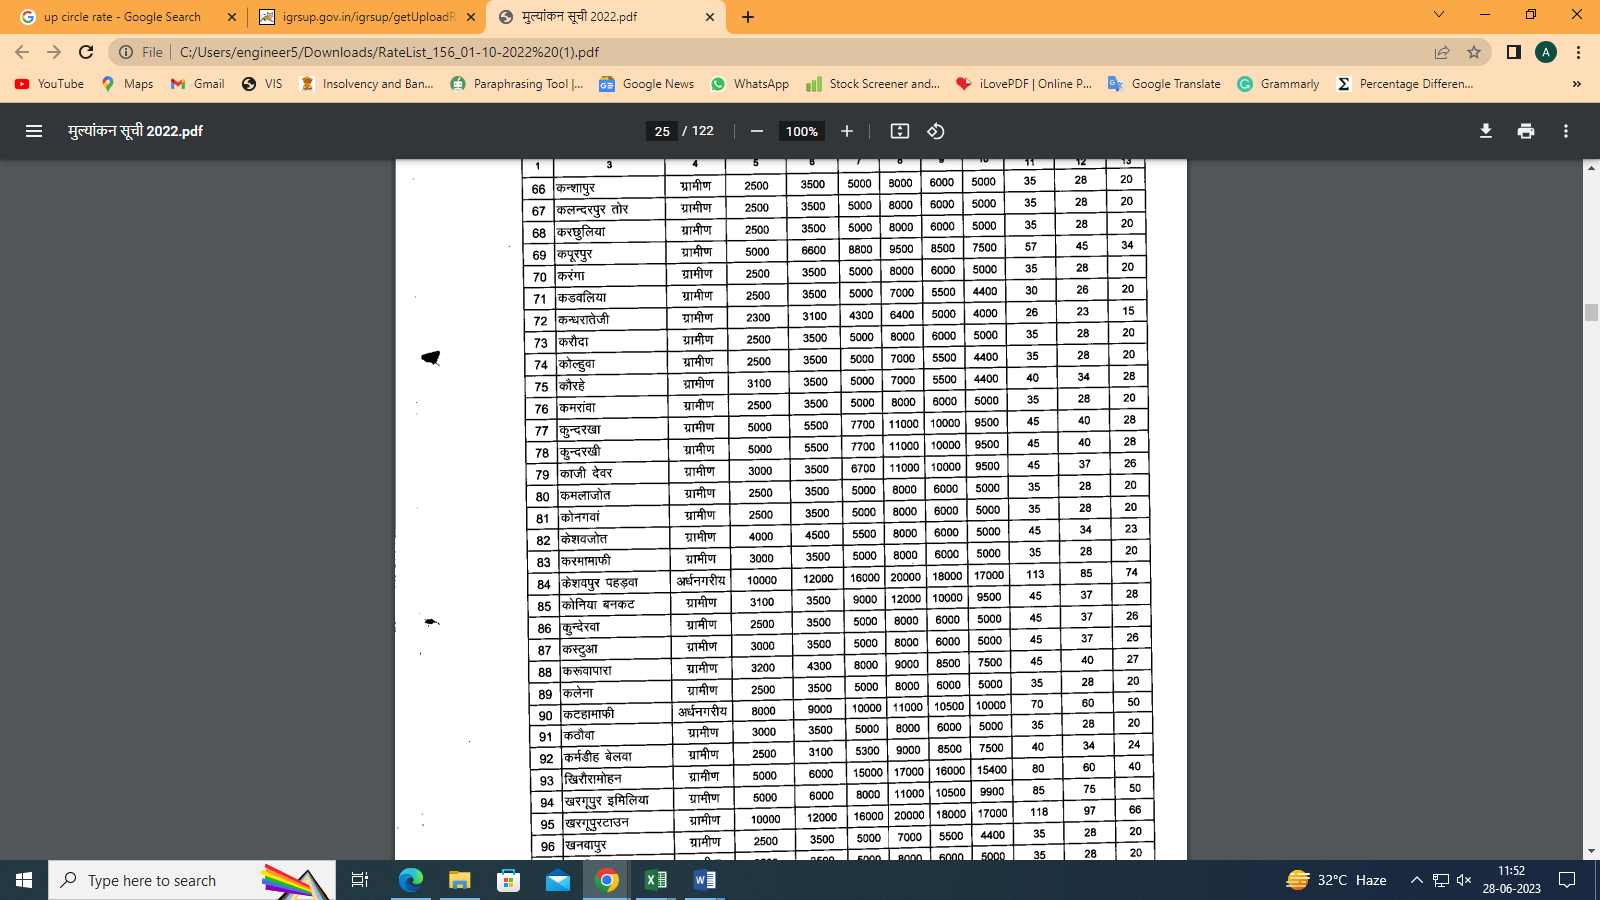 up circle rate - Google Search
igrsup.gov.in/igrsup/getUploadR
मुल्यांकन सूची 2022.pdf
File C:/Users/engineer5/Downloads/RateList_156_01-10-2022%20(1).pdf
A
YouTube Maps Gmail VIS Insolvency and Ban... Paraphrasing Tool |... Google News WhatsApp Stock Screener and... iLovePDF | Online P... Google Translate Grammarly Percentage Differen... »
मुल्यांकन सूची 2022.pdf 25 / 122 100%
1 3 4 5 6 7 8 9 10 11 12 13
66 कन्शापुर ग्रामीण 2500 3500 5000 8000 6000 5000 35 28 20
67 कलन्दरपुर तोर ग्रामीण 2500 3500 5000 8000 6000 5000 35 28 20
68 करछुलिया ग्रामीण 2500 3500 5000 8000 6000 5000 35 28 20
69 कपूरपुर ग्रामीण 5000 6600 8800 9500 8500 7500 57 45 34
70 करंगा ग्रामीण 2500 3500 5000 8000 6000 5000 35 28 20
71 कडवलिया ग्रामीण 2500 3500 5000 7000 5500 4400 30 26 20
72 कन्धरातेजी ग्रामीण 2300 3100 4300 6400 5000 4000 26 23 15
73 करौदा ग्रामीण 2500 3500 5000 8000 6000 5000 35 28 20
74 कोल्हुवा ग्रामीण 2500 3500 5000 7000 5500 4400 35 28 20
75 कौरहे ग्रामीण 3100 3500 5000 7000 5500 4400 40 34 28
76 कमरांवा ग्रामीण 2500 3500 5000 8000 6000 5000 35 28 20
77 कुन्दरखा ग्रामीण 5000 5500 7700 11000 10000 9500 45 40 28
78 कुन्दरखी ग्रामीण 5000 5500 7700 11000 10000 9500 45 40 28
79 काजी देवर ग्रामीण 3000 3500 6700 11000 10000 9500 45 37 26
80 कमलाजोत ग्रामीण 2500 3500 5000 8000 6000 5000 35 28 20
81 कोनगवां ग्रामीण 2500 3500 5000 8000 6000 5000 35 28 20
82 केशवजोत ग्रामीण 4000 4500 5500 8000 6000 5000 45 34 23
83 करमामाफी ग्रामीण 3000 3500 5000 8000 6000 5000 35 28 20
84 केशवपुर पहड़वा अर्धनगरीय 10000 12000 16000 20000 18000 17000 113 85 74
85 कोनिया बनकट ग्रामीण 3100 3500 9000 12000 10000 9500 45 37 28
86 कुन्देरवा ग्रामीण 2500 3500 5000 8000 6000 5000 45 37 26
87 कस्टुआ ग्रामीण 3000 3500 5000 8000 6000 5000 45 37 26
88 करूवापारा ग्रामीण 3200 4300 8000 9000 8500 7500 45 40 27
89 कलेना ग्रामीण 2500 3500 5000 8000 6000 5000 35 28 20
90 कटहामाफी अर्धनगरीय 8000 9000 10000 11000 10500 10000 70 60 50
91 कठौवा ग्रामीण 3000 3500 5000 8000 6000 5000 35 28 20
92 कर्मडीह बेलवा ग्रामीण 2500 3100 5300 9000 8500 7500 40 34 24
93 खिरौरामोहन ग्रामीण 5000 6000 15000 17000 16000 15400 80 60 40
94 खरगूपुर इमिलिया ग्रामीण 5000 6000 8000 11000 10500 9900 85 75 50
95 खरगूपुरटाउन ग्रामीण 10000 12000 16000 20000 18000 17000 118 97 66
96 खनवापुर ग्रामीण 2500 3500 5000 7000 5500 4400 35 28 20
3500 5000 8000 6000 5000 35 28 20
Type here to search
32°C Haze
11:52
28-06-2023